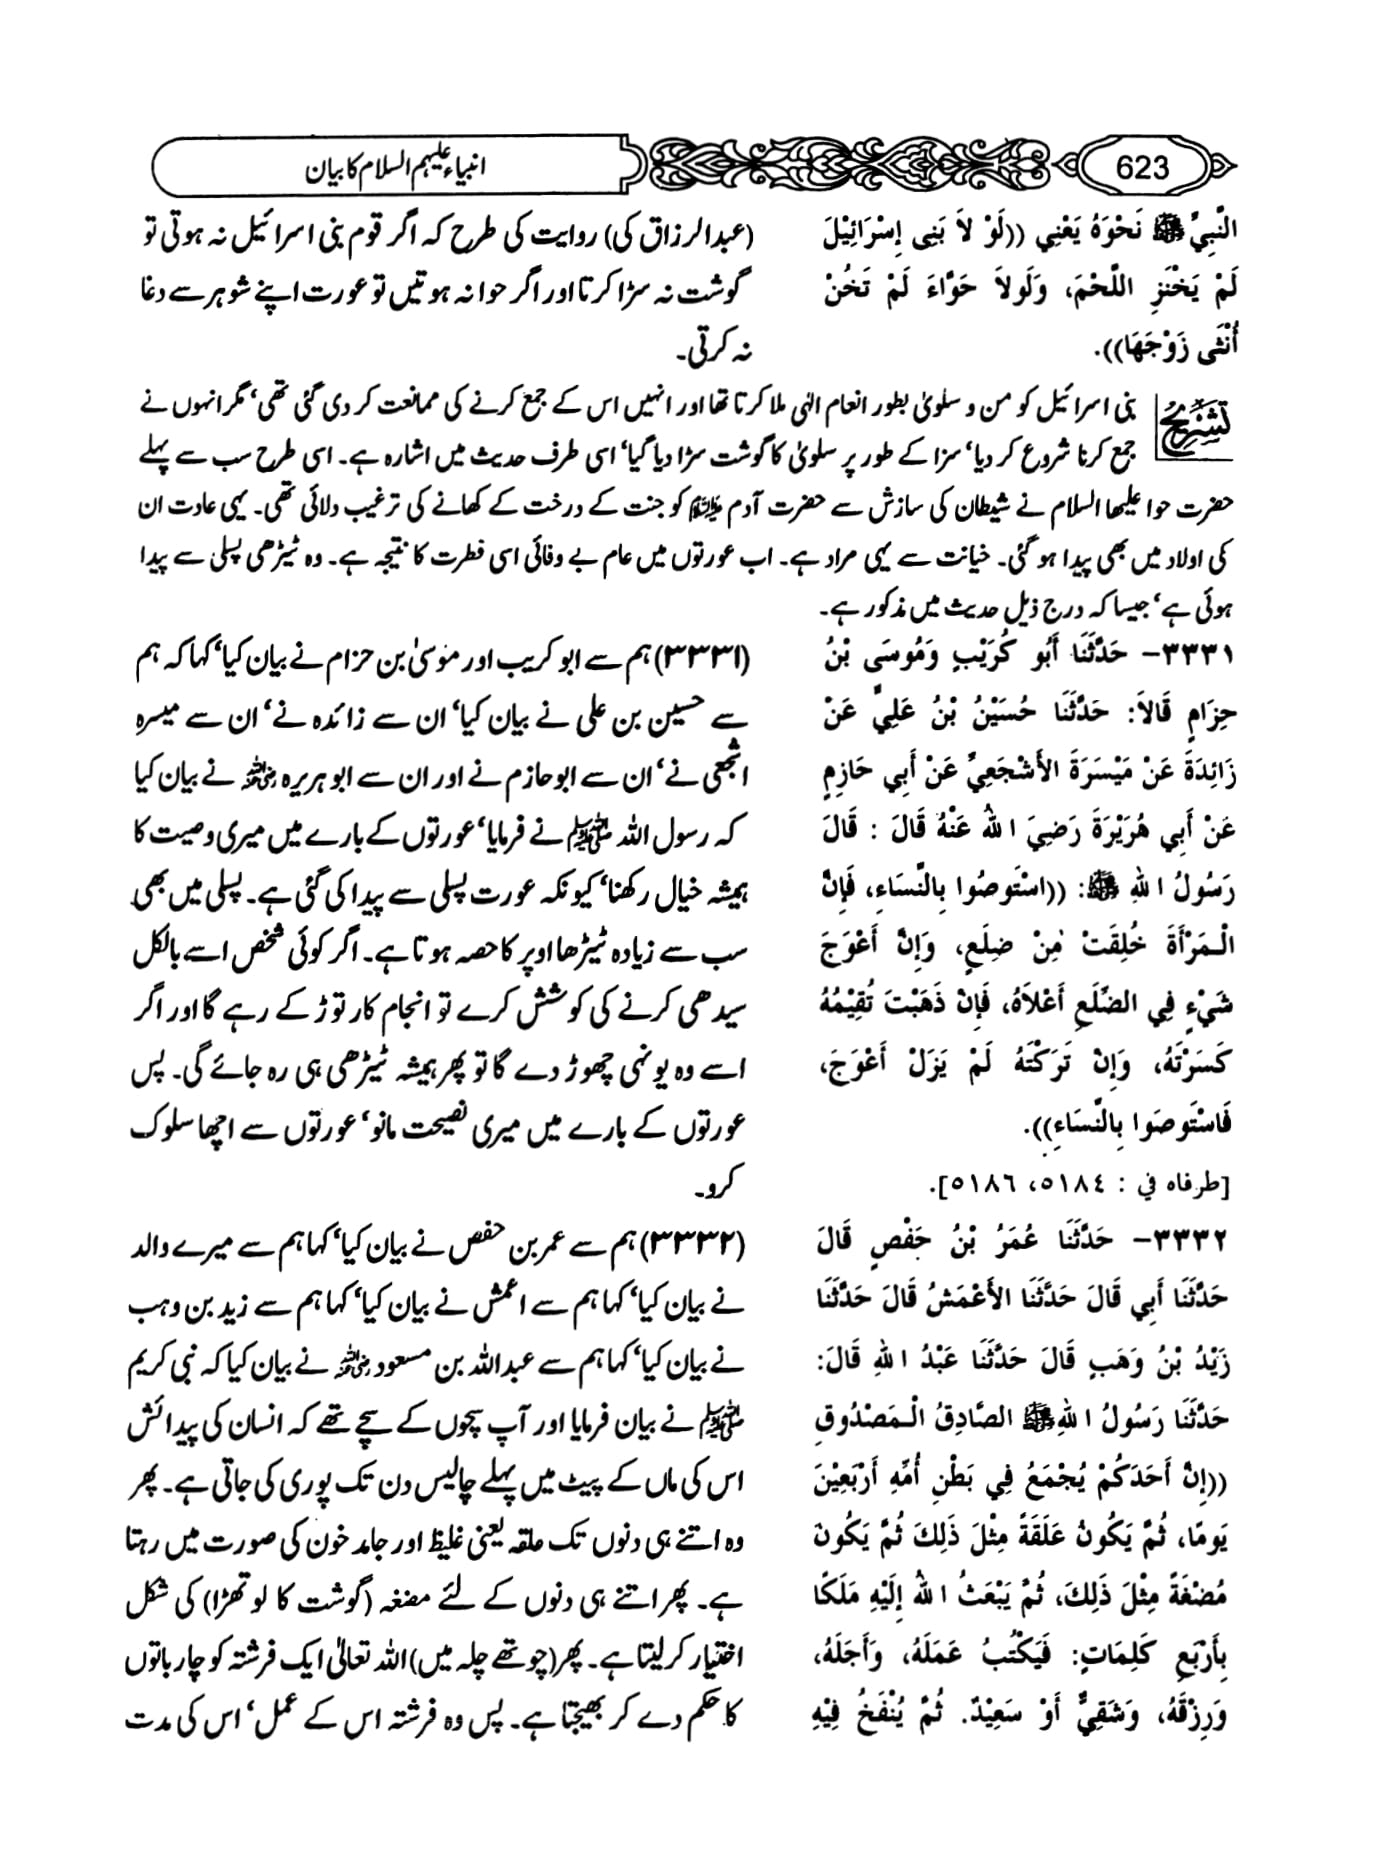 623
انبیاء علیہم السلام کا بیان
النَّبِيِّ ﷺ نَحْوَهُ يَعْنِي ((لَوْ لاَ بَنِي إِسْرَائِيْلَ
لَمْ يَخْنَزِ اللَّحْمَ، وَلَولاَ حَوَّاءَ لَمْ تَخُنْ
أُنْثَى زَوْجَهَا)).
(عبدالرزاق کی) روایت کی طرح کہ اگر قوم بنی اسرائیل نہ ہوتی تو
گوشت نہ سڑا کرتا اور اگر حوا نہ ہوتیں تو عورت اپنے شوہر سے دغا
نہ کرتی۔
تشریح
بنی اسرائیل کو من و سلویٰ بطور انعام الٰہی ملا کرتا تھا اور انہیں اس کے جمع کرنے کی ممانعت کر دی گئی تھی‘ مگر انہوں نے
جمع کرنا شروع کر دیا‘ سزا کے طور پر سلویٰ کا گوشت سڑا دیا گیا‘ اسی طرف حدیث میں اشارہ ہے۔ اسی طرح سب سے پہلے
حضرت حوا علیہا السلام نے شیطان کی سازش سے حضرت آدم ؑ کو جنت کے درخت کے کھانے کی ترغیب دلائی تھی۔ یہی عادت ان
کی اولاد میں بھی پیدا ہو گئی۔ خیانت سے یہی مراد ہے۔ اب عورتوں میں عام بے وفائی اسی فطرت کا نتیجہ ہے۔ وہ ٹیڑھی پسلی سے پیدا
ہوئی ہے‘ جیسا کہ درج ذیل حدیث میں مذکور ہے۔
٣٣٣١– حَدَّثَنَا أَبُو كُرَيْبٍ وَمُوسَى بْنُ
حِزَامٍ قَالاَ: حَدَّثَنَا حُسَيْنُ بْنُ عَلِيٍّ عَنْ
زَائِدَةَ عَنْ مَيْسَرَةَ الأَشْجَعِيِّ عَنْ أَبِي حَازِمٍ
عَنْ أَبِي هُرَيْرَةَ رَضِيَ اللهُ عَنْهُ قَالَ : قَالَ
رَسُولُ اللهِ ﷺ: ((اسْتَوصُوا بِالنِّسَاءِ، فَإِنَّ
الْـمَرْأَةَ خُلِقَتْ مِنْ ضِلَعٍ، وَإِنَّ أَعْوَجَ
شَيْءٍ فِي الضِّلَعِ أَعْلاَهُ، فَإِنْ ذَهَبْتَ تُقِيْمُهُ
كَسَرْتَهُ، وَإِنْ تَرَكْتَهُ لَمْ يَزَلْ أَعْوَجَ،
فَاسْتَوصَوا بِالنِّسَاءِ)).
[طرفاه في : ٥١٨٤، ٥١٨٦].
(۳۳۳۱) ہم سے ابو کریب اور موسیٰ بن حزام نے بیان کیا‘ کہا کہ ہم
سے حسین بن علی نے بیان کیا‘ ان سے زائدہ نے‘ ان سے میسرہ
اشجعی نے‘ ان سے ابو حازم نے اور ان سے ابو ہریرہ ؓ نے بیان کیا
کہ رسول اللہ ﷺ نے فرمایا‘ عورتوں کے بارے میں میری وصیت کا
ہمیشہ خیال رکھنا‘ کیونکہ عورت پسلی سے پیدا کی گئی ہے۔ پسلی میں بھی
سب سے زیادہ ٹیڑھا اوپر کا حصہ ہوتا ہے۔ اگر کوئی شخص اسے بالکل
سیدھی کرنے کی کوشش کرے تو انجام کار توڑ کے رہے گا اور اگر
اسے وہ یونہی چھوڑ دے گا تو پھر ہمیشہ ٹیڑھی ہی رہ جائے گی۔ پس
عورتوں کے بارے میں میری نصیحت مانو‘ عورتوں سے اچھا سلوک
کرو۔
٣٣٣٢– حَدَّثَنَا عُمَرُ بْنُ حَفْصٍ قَالَ
حَدَّثَنَا أَبِي قَالَ حَدَّثَنَا الأَعْمَشُ قَالَ حَدَّثَنَا
زَيْدُ بْنُ وَهَبٍ قَالَ حَدَّثَنَا عَبْدُ اللهِ قَالَ:
حَدَّثَنَا رَسُولُ اللهِ ﷺ الصَّادِقُ الْـمَصْدُوقِ
((إِنَّ أَحَدَكُمْ يُجْمَعُ فِي بَطْنِ أُمِّهِ أَرْبَعِيْنَ
يَومًا، ثُمَّ يَكُونُ عَلَقَةً مِثْلَ ذَلِكَ ثُمَّ يَكُونَ
مُضْغَةً مِثْلَ ذَلِكَ، ثُمَّ يَبْعَثُ اللهُ إِلَيْهِ مَلَكًا
بِأَرْبَعِ كَلِمَاتٍ: فَيَكْتُبُ عَمَلَهُ، وَأَجَلَهُ،
وَرِزْقَهُ، وَشَقِيٌّ أَوْ سَعِيْدٌ. ثُمَّ يُنْفَخُ فِيْهِ
(۳۳۳۲) ہم سے عمر بن حفص نے بیان کیا‘ کہا ہم سے میرے والد
نے بیان کیا‘ کہا ہم سے اعمش نے بیان کیا‘ کہا ہم سے زید بن وہب
نے بیان کیا‘ کہا ہم سے عبداللہ بن مسعود ؓ نے بیان کیا کہ نبی کریم
ﷺ نے بیان فرمایا اور آپ سچوں کے سچے تھے کہ انسان کی پیدائش
اس کی ماں کے پیٹ میں پہلے چالیس دن تک پوری کی جاتی ہے۔ پھر
وہ اتنے ہی دنوں تک علقہ یعنی غلیظ اور جامد خون کی صورت میں رہتا
ہے۔ پھر اتنے ہی دنوں کے لئے مضغہ (گوشت کا لوتھڑا) کی شکل
اختیار کر لیتا ہے۔ پھر (چوتھے چلہ میں) اللہ تعالیٰ ایک فرشتہ کو چار باتوں
کا حکم دے کر بھیجتا ہے۔ پس وہ فرشتہ اس کے عمل‘ اس کی مدت